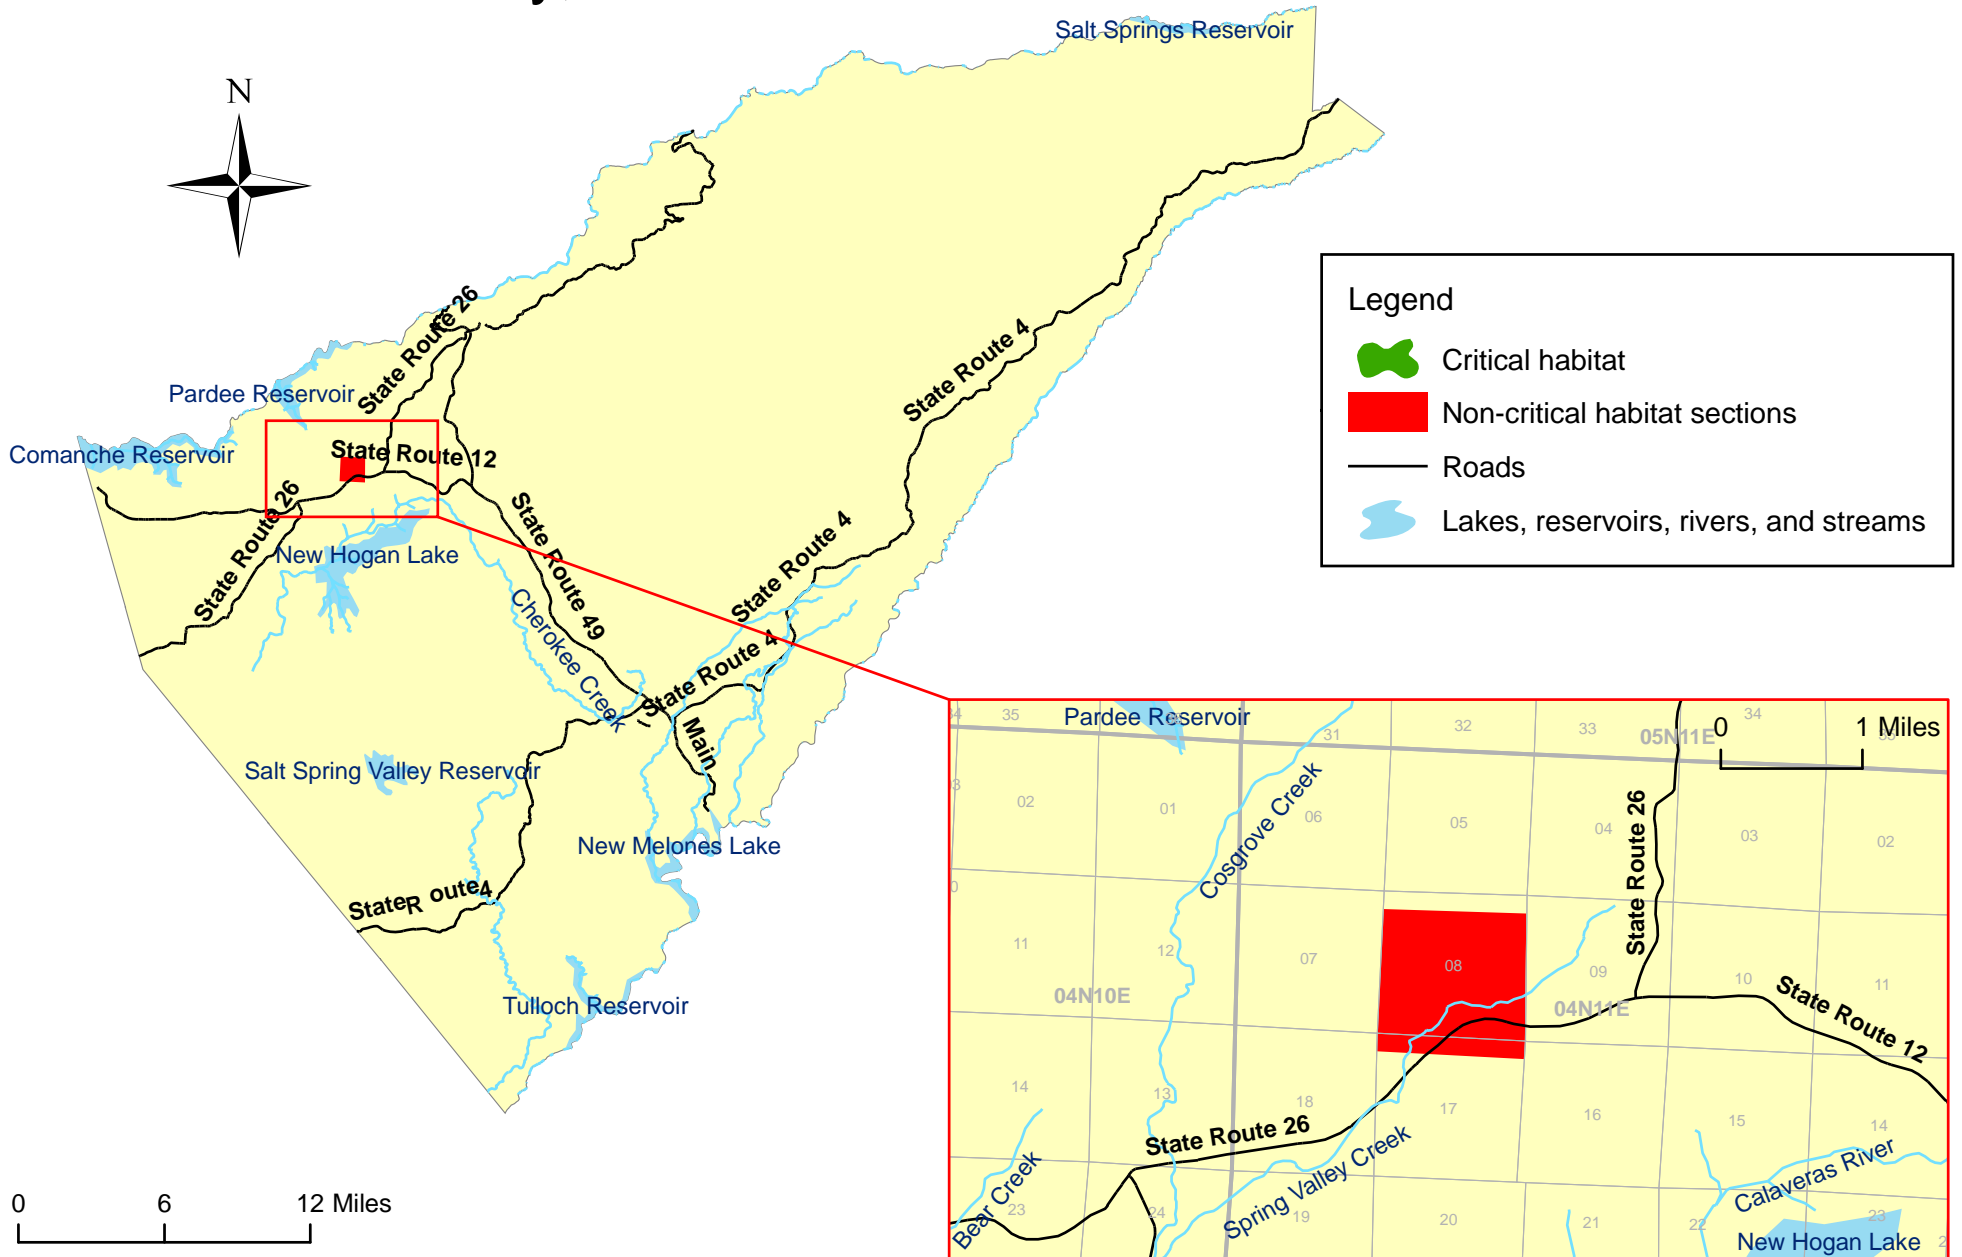 Salt Springs Reservoir
N
State Route 26
State Route 4
Pardee Reservoir
State Route 12
Comanche Reservoir
State Route 26
State Route 49
New Hogan Lake
State Route 4
Cherokee Creek
State Route 4
Main
Salt Spring Valley Reservoir
New Melones Lake
State Route 4
Tulloch Reservoir
0 6 12 Miles
Legend
Critical habitat
Non-critical habitat sections
Roads
Lakes, reservoirs, rivers, and streams
35
Pardee Reservoir
31
32
33
05N11E
34
0 1 Miles
02
01
Cosgrove Creek
06
05
04
State Route 26
03
02
11
12
07
08
09
10
11
04N10E
04N11E
State Route 12
14
13
18
17
16
15
14
State Route 26
Bear Creek
Spring Valley Creek
Calaveras River
23
24
19
20
21
22
23
New Hogan Lake